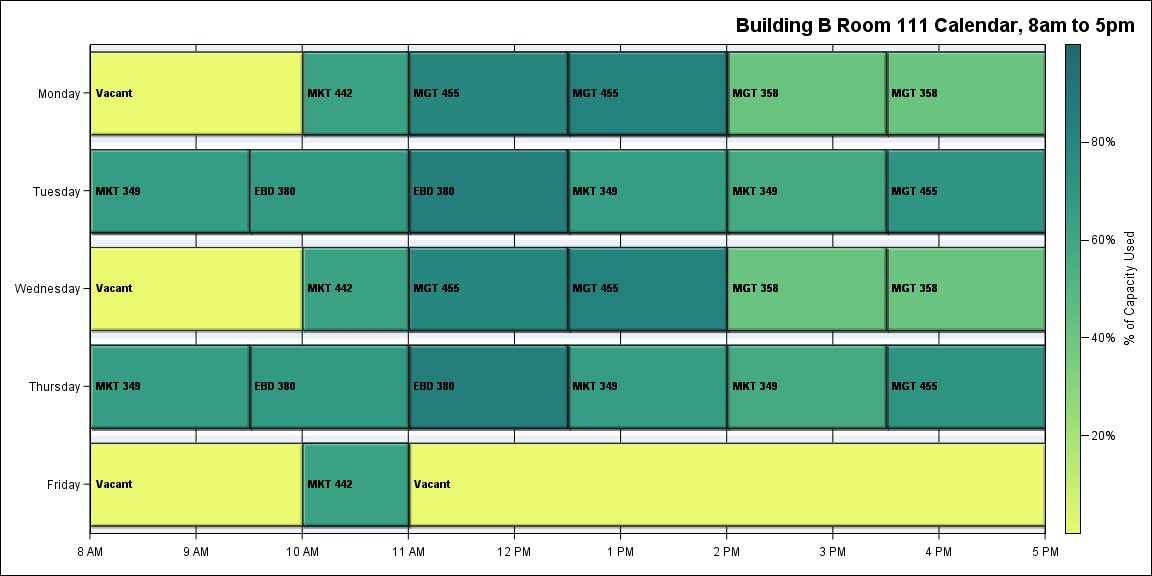 Building B Room 111 Calendar, 8am to 5pm
Monday
Vacant
MKT 442
MGT 455
MGT 455
MGT 358
MGT 358
Tuesday
MKT 349
EBD 380
EBD 380
MKT 349
MKT 349
MGT 455
Wednesday
Vacant
MKT 442
MGT 455
MGT 455
MGT 358
MGT 358
Thursday
MKT 349
EBD 380
EBD 380
MKT 349
MKT 349
MGT 455
Friday
Vacant
MKT 442
Vacant
8 AM
9 AM
10 AM
11 AM
12 PM
1 PM
2 PM
3 PM
4 PM
5 PM
80%
60%
40%
20%
% of Capacity Used